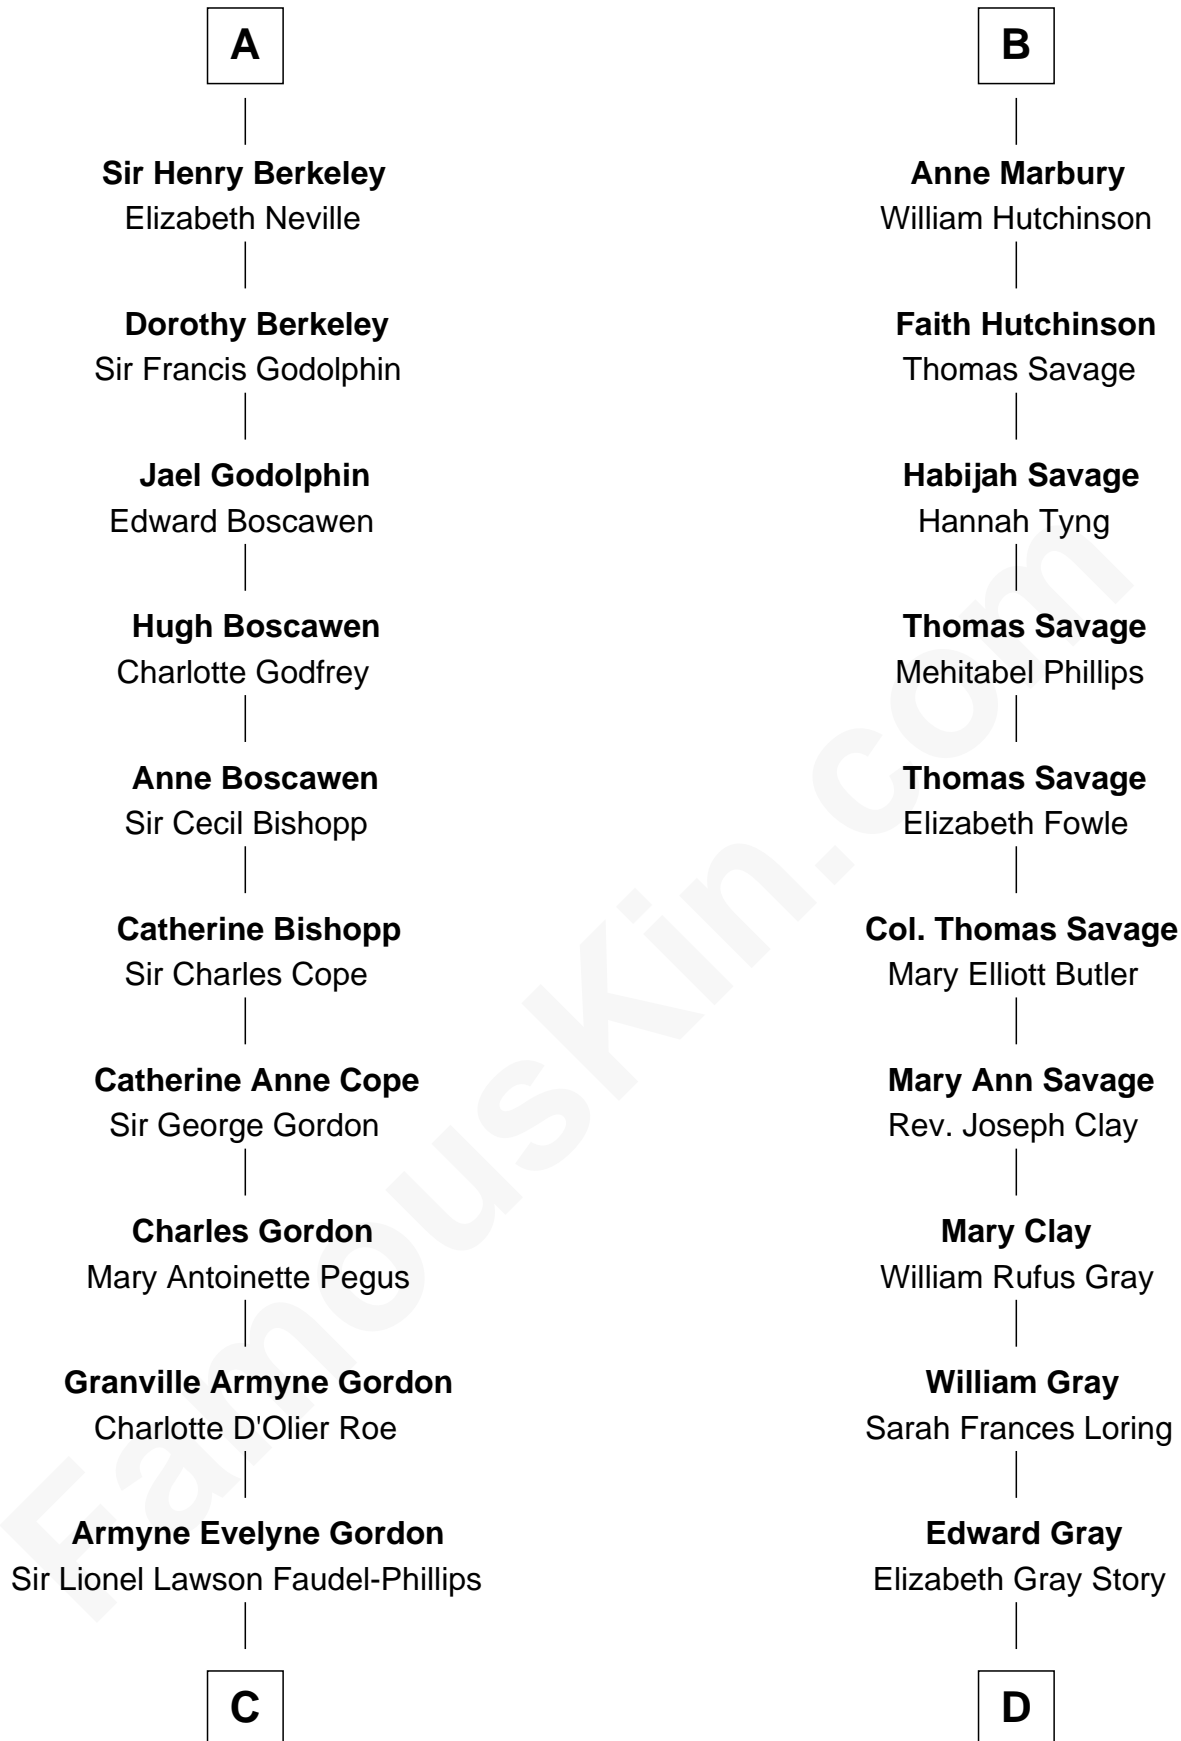 A
Sir Henry Berkeley
Elizabeth Neville
Dorothy Berkeley
Sir Francis Godolphin
Jael Godolphin
Edward Boscawen
Hugh Boscawen
Charlotte Godfrey
Anne Boscawen
Sir Cecil Bishopp
Catherine Bishopp
Sir Charles Cope
Catherine Anne Cope
Sir George Gordon
Charles Gordon
Mary Antoinette Pegus
Granville Armyne Gordon
Charlotte D'Olier Roe
Armyne Evelyne Gordon
Sir Lionel Lawson Faudel-Phillips
C
B
Anne Marbury
William Hutchinson
Faith Hutchinson
Thomas Savage
Habijah Savage
Hannah Tyng
Thomas Savage
Mehitabel Phillips
Thomas Savage
Elizabeth Fowle
Col. Thomas Savage
Mary Elliott Butler
Mary Ann Savage
Rev. Joseph Clay
Mary Clay
William Rufus Gray
William Gray
Sarah Frances Loring
Edward Gray
Elizabeth Gray Story
D
FamousKin.com